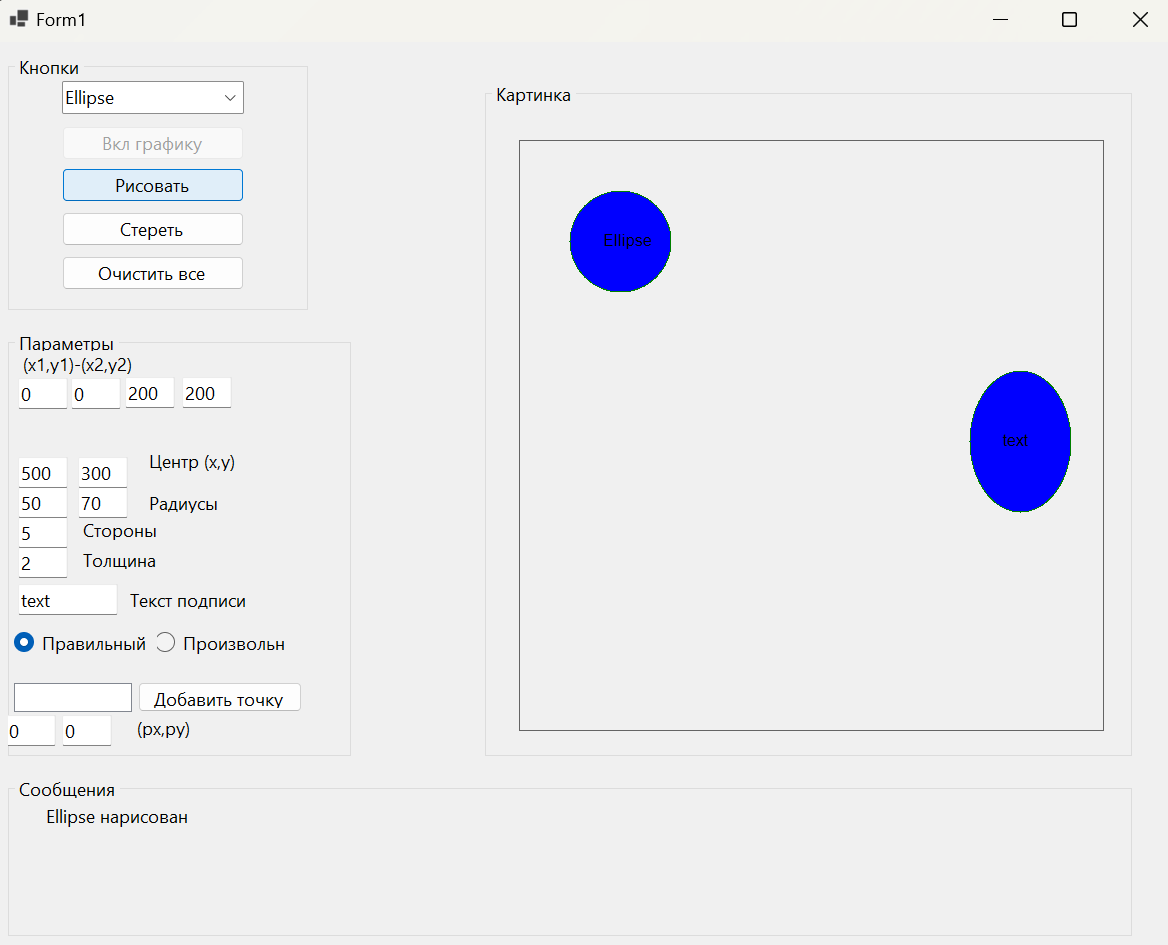 Form1
Кнопки
Ellipse
Вкл графику
Рисовать
Стереть
Очистить все
Параметры
(x1,y1)-(x2,y2)
0 0 200 200
500 300 Центр (x,y)
50 70 Радиусы
5 Стороны
2 Толщина
text Текст подписи
Правильный Произвольн
Добавить точку
0 0 (px,py)
Картинка
Ellipse
text
Сообщения
Ellipse нарисован